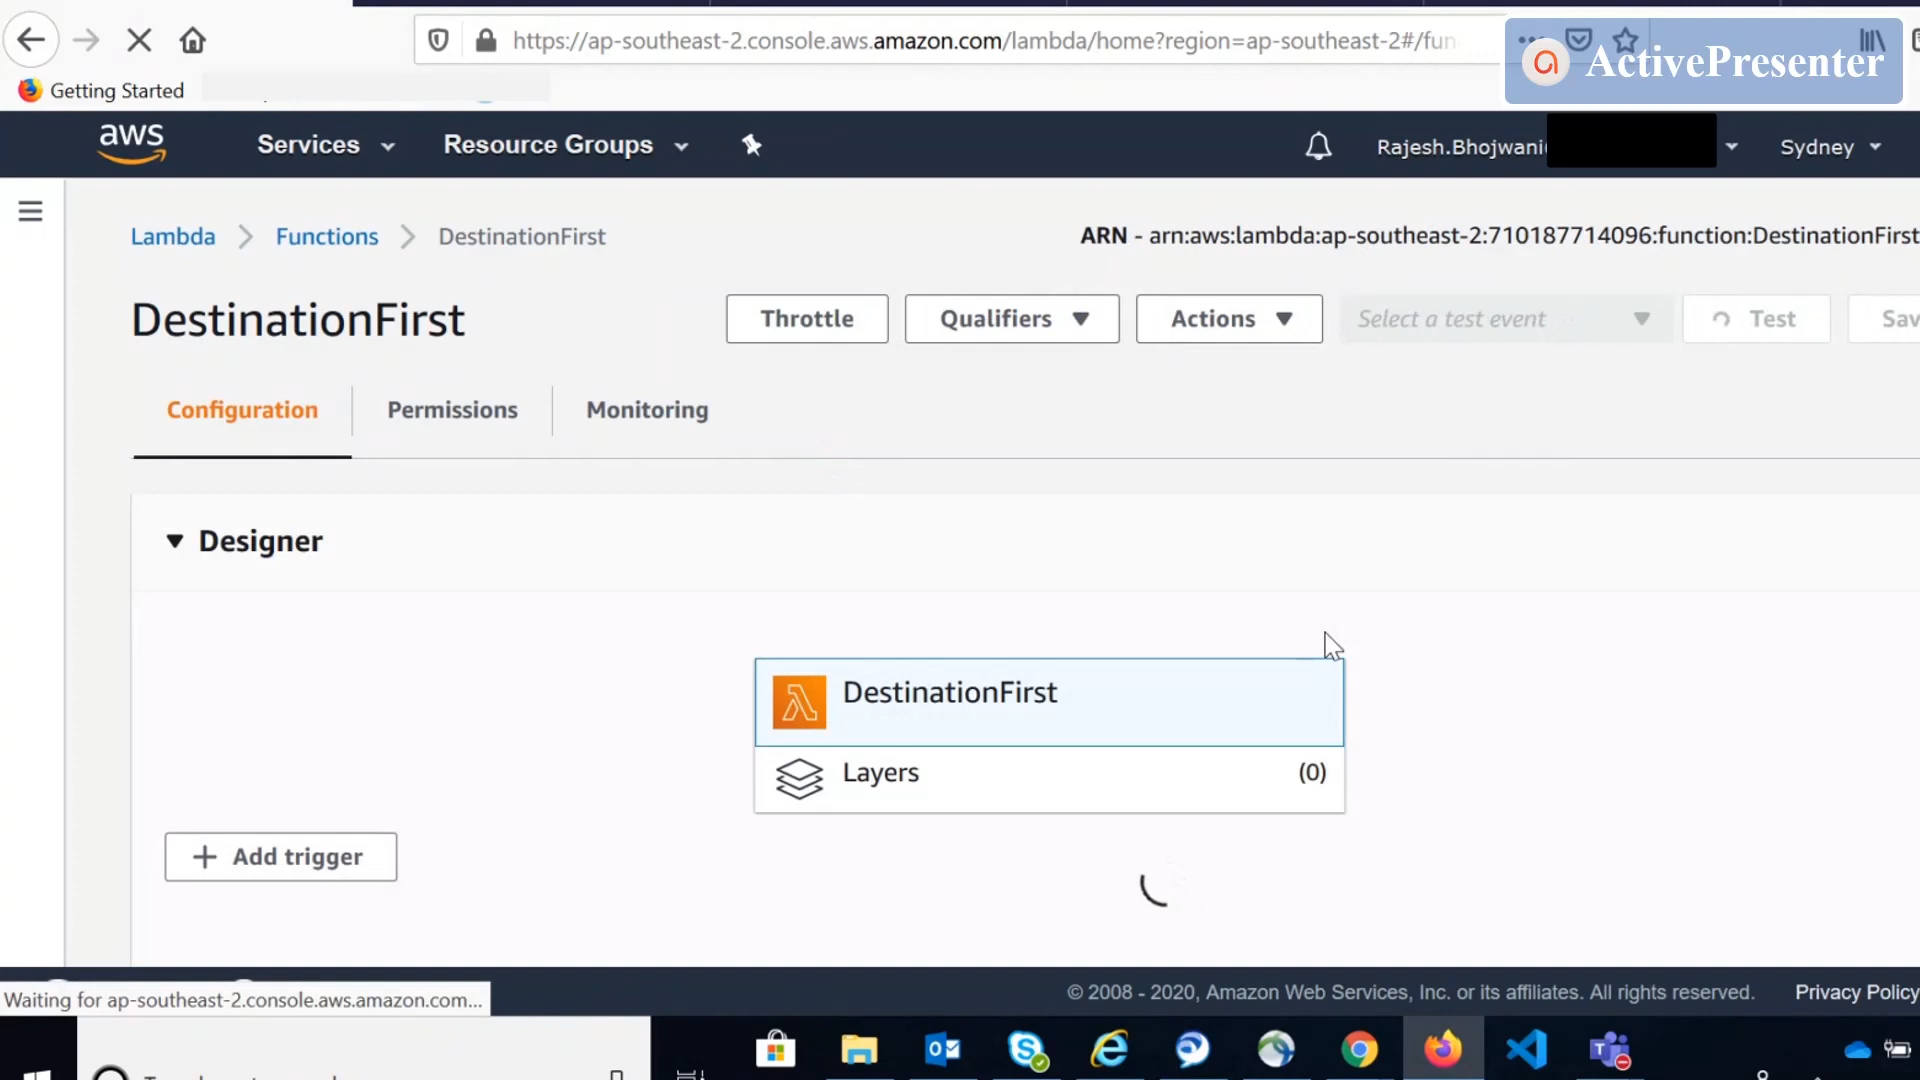 https://ap-southeast-2.console.aws.amazon.com/lambda/home?region=ap-southeast-2#/fun
ActivePresenter
Getting Started
aws
Services
Resource Groups
Rajesh.Bhojwani
Sydney
Lambda
Functions
DestinationFirst
ARN - arn:aws:lambda:ap-southeast-2:710187714096:function:DestinationFirst
DestinationFirst
Throttle
Qualifiers
Actions
Select a test event
Test
Sav
Configuration
Permissions
Monitoring
Designer
DestinationFirst
Layers
(0)
+ Add trigger
Waiting for ap-southeast-2.console.aws.amazon.com...
© 2008 - 2020, Amazon Web Services, Inc. or its affiliates. All rights reserved.
Privacy Policy